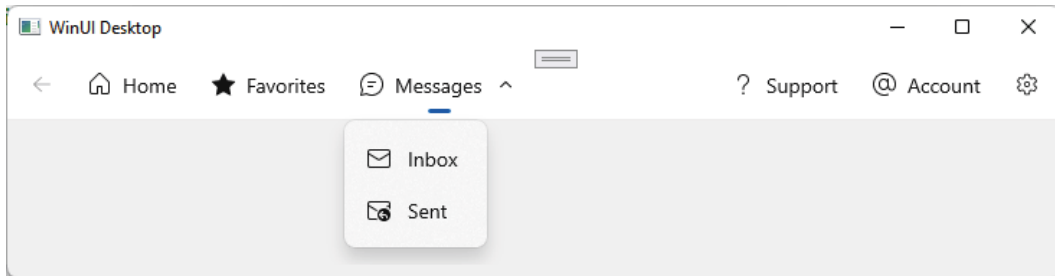 WinUI Desktop
Home Favorites Messages ? Support @ Account
Inbox
Sent